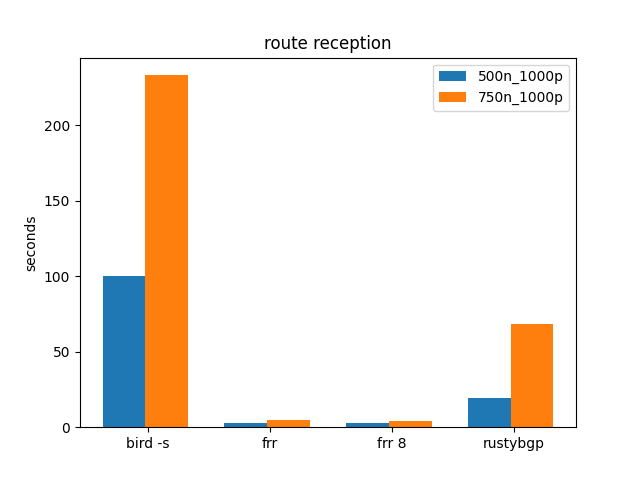 route reception
500n_1000p
750n_1000p
seconds
200
150
100
50
0
bird -s
frr
frr 8
rustybgp